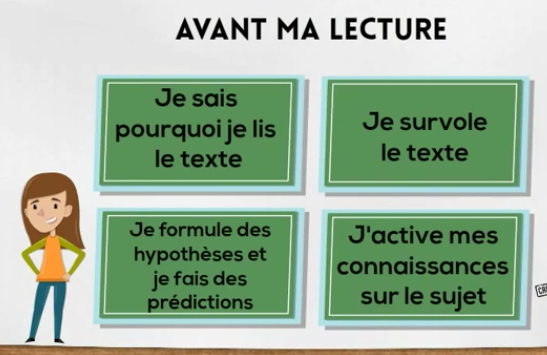 AVANT MA LECTURE
Je sais
pourquoi je lis
le texte
Je survole
le texte
Je formule des
hypothèses et
je fais des
prédictions
J'active mes
connaissances
sur le sujet